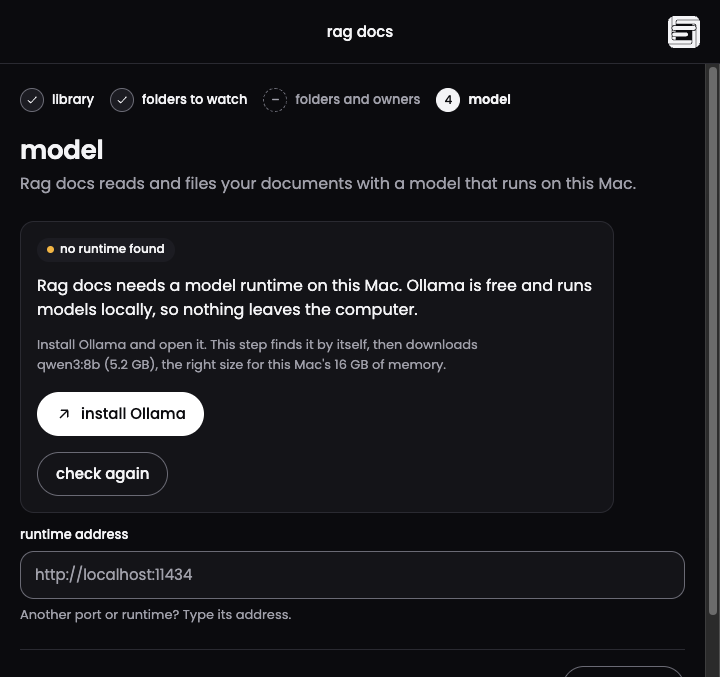 rag docs
library
folders to watch
folders and owners
4 model
model
Rag docs reads and files your documents with a model that runs on this Mac.
no runtime found
Rag docs needs a model runtime on this Mac. Ollama is free and runs
models locally, so nothing leaves the computer.
Install Ollama and open it. This step finds it by itself, then downloads
qwen3:8b (5.2 GB), the right size for this Mac's 16 GB of memory.
install Ollama
check again
runtime address
http://localhost:11434
Another port or runtime? Type its address.